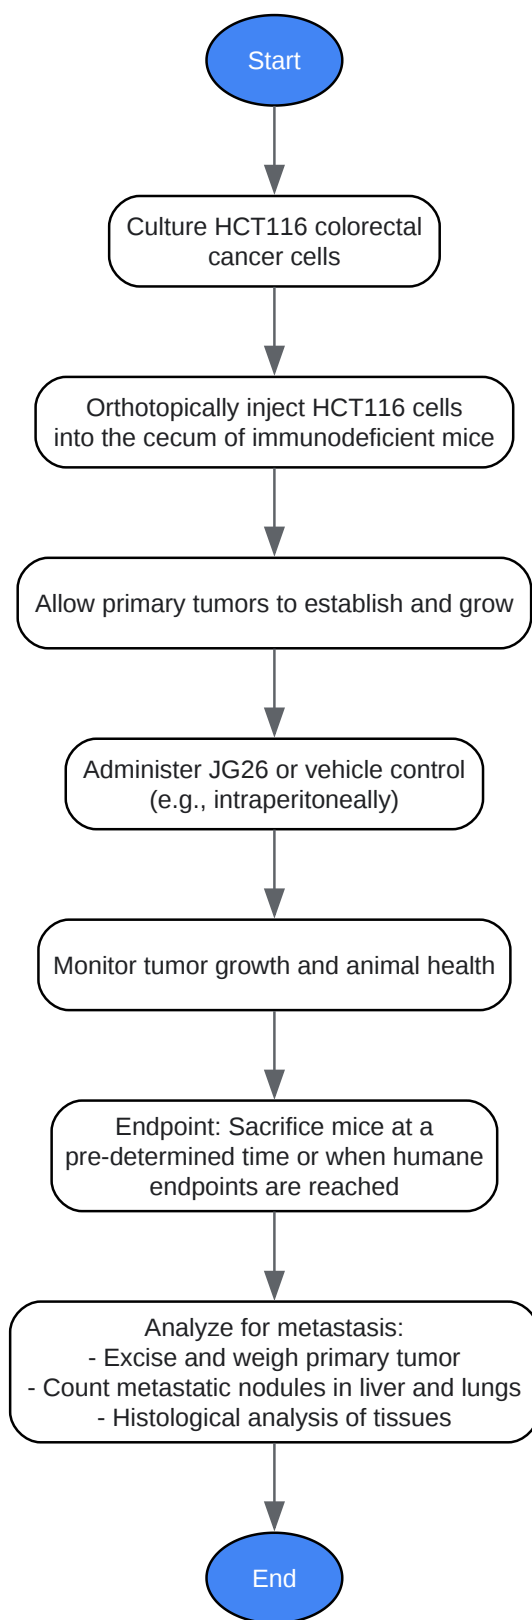 Start
Culture HCT116 colorectal
cancer cells
Orthotopically inject HCT116 cells
into the cecum of immunodeficient mice
Allow primary tumors to establish and grow
Administer JG26 or vehicle control
(e.g., intraperitoneally)
Monitor tumor growth and animal health
Endpoint: Sacrifice mice at a
pre-determined time or when humane
endpoints are reached
Analyze for metastasis:
- Excise and weigh primary tumor
- Count metastatic nodules in liver and lungs
- Histological analysis of tissues
End